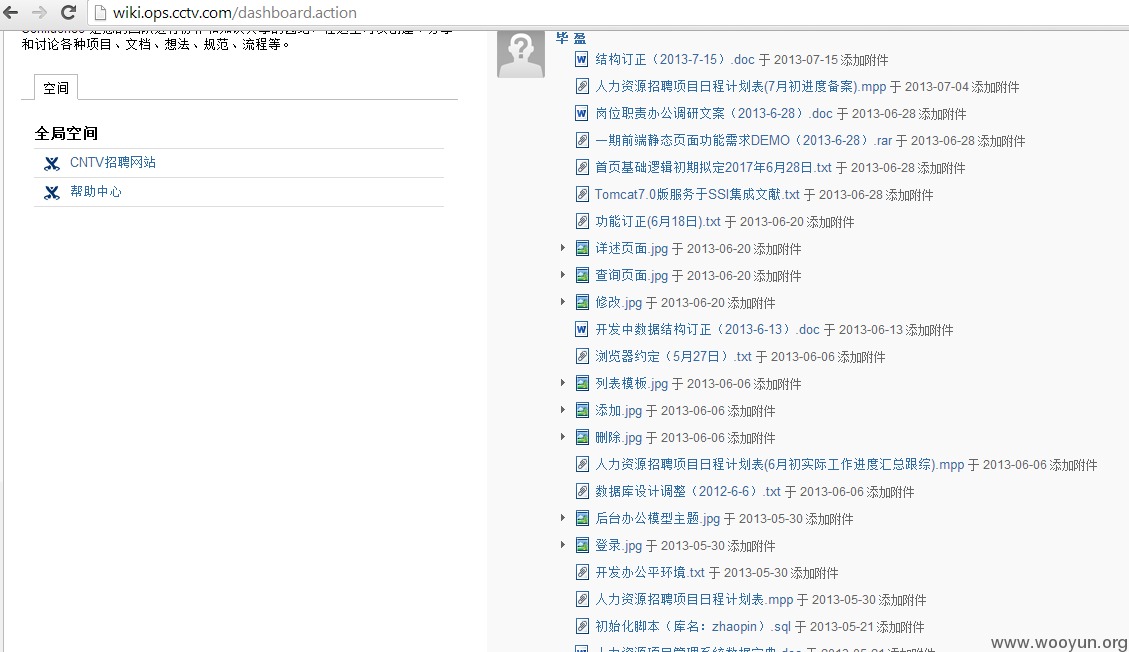 wiki.ops.cctv.com/dashboard.action
和讨论各种项目、文档、想法、规范、流程等。
空间
全局空间
CNTV招聘网站
帮助中心
毕 盈
结构订正（2013-7-15）.doc 于 2013-07-15 添加附件
人力资源招聘项目日程计划表(7月初进度备案).mpp 于 2013-07-04 添加附件
岗位职责办公调研文案（2013-6-28）.doc 于 2013-06-28 添加附件
一期前端静态页面功能需求DEMO（2013-6-28）.rar 于 2013-06-28 添加附件
首页基础逻辑初期拟定2017年6月28日.txt 于 2013-06-28 添加附件
Tomcat7.0版服务于SSI集成文献.txt 于 2013-06-28 添加附件
功能订正(6月18日).txt 于 2013-06-20 添加附件
详述页面.jpg 于 2013-06-20 添加附件
查询页面.jpg 于 2013-06-20 添加附件
修改.jpg 于 2013-06-20 添加附件
开发中数据结构订正（2013-6-13）.doc 于 2013-06-13 添加附件
浏览器约定（5月27日）.txt 于 2013-06-06 添加附件
列表模板.jpg 于 2013-06-06 添加附件
添加.jpg 于 2013-06-06 添加附件
删除.jpg 于 2013-06-06 添加附件
人力资源招聘项目日程计划表(6月初实际工作进度汇总跟综).mpp 于 2013-06-06 添加附件
数据库设计调整（2012-6-6）.txt 于 2013-06-06 添加附件
后台办公模型主题.jpg 于 2013-05-30 添加附件
登录.jpg 于 2013-05-30 添加附件
开发办公平环境.txt 于 2013-05-30 添加附件
人力资源招聘项目日程计划表.mpp 于 2013-05-30 添加附件
初始化脚本（库名：zhaopin）.sql 于 2013-05-21 添加附件
www.wooyun.org